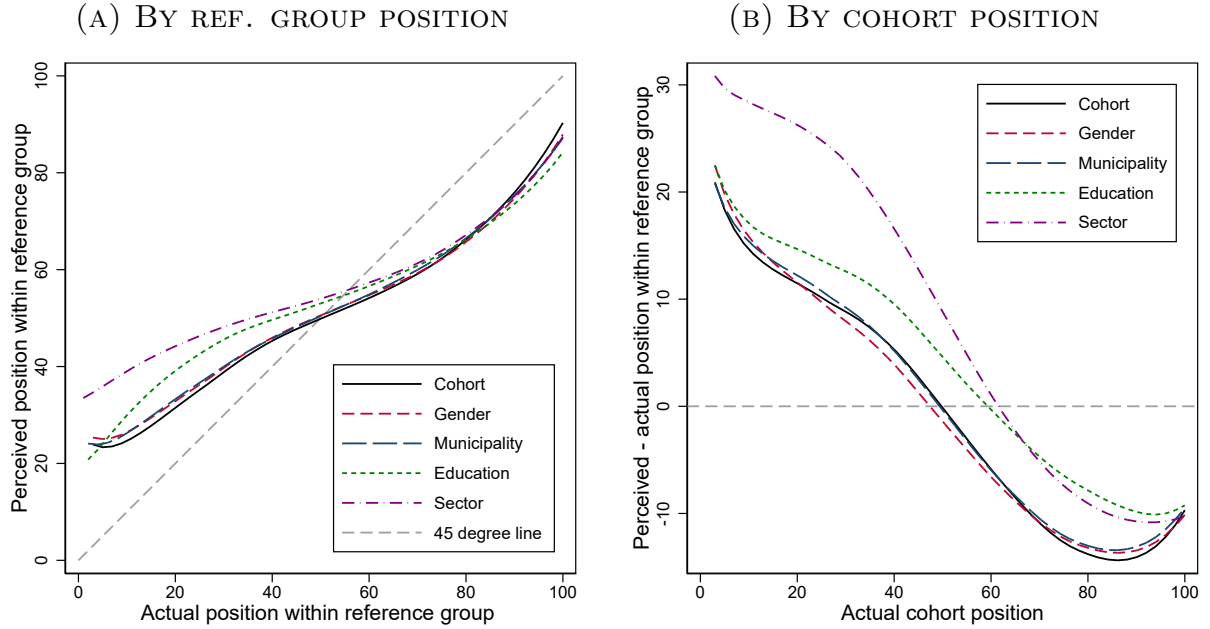 (A) BY REF. GROUP POSITION
Perceived position within reference group
100
80
60
40
20
0
Cohort
Gender
Municipality
Education
Sector
45 degree line
0 20 40 60 80 100
Actual position within reference group
(B) BY COHORT POSITION
Perceived - actual position within reference group
30
20
10
0
-10
Cohort
Gender
Municipality
Education
Sector
0 20 40 60 80 100
Actual cohort position